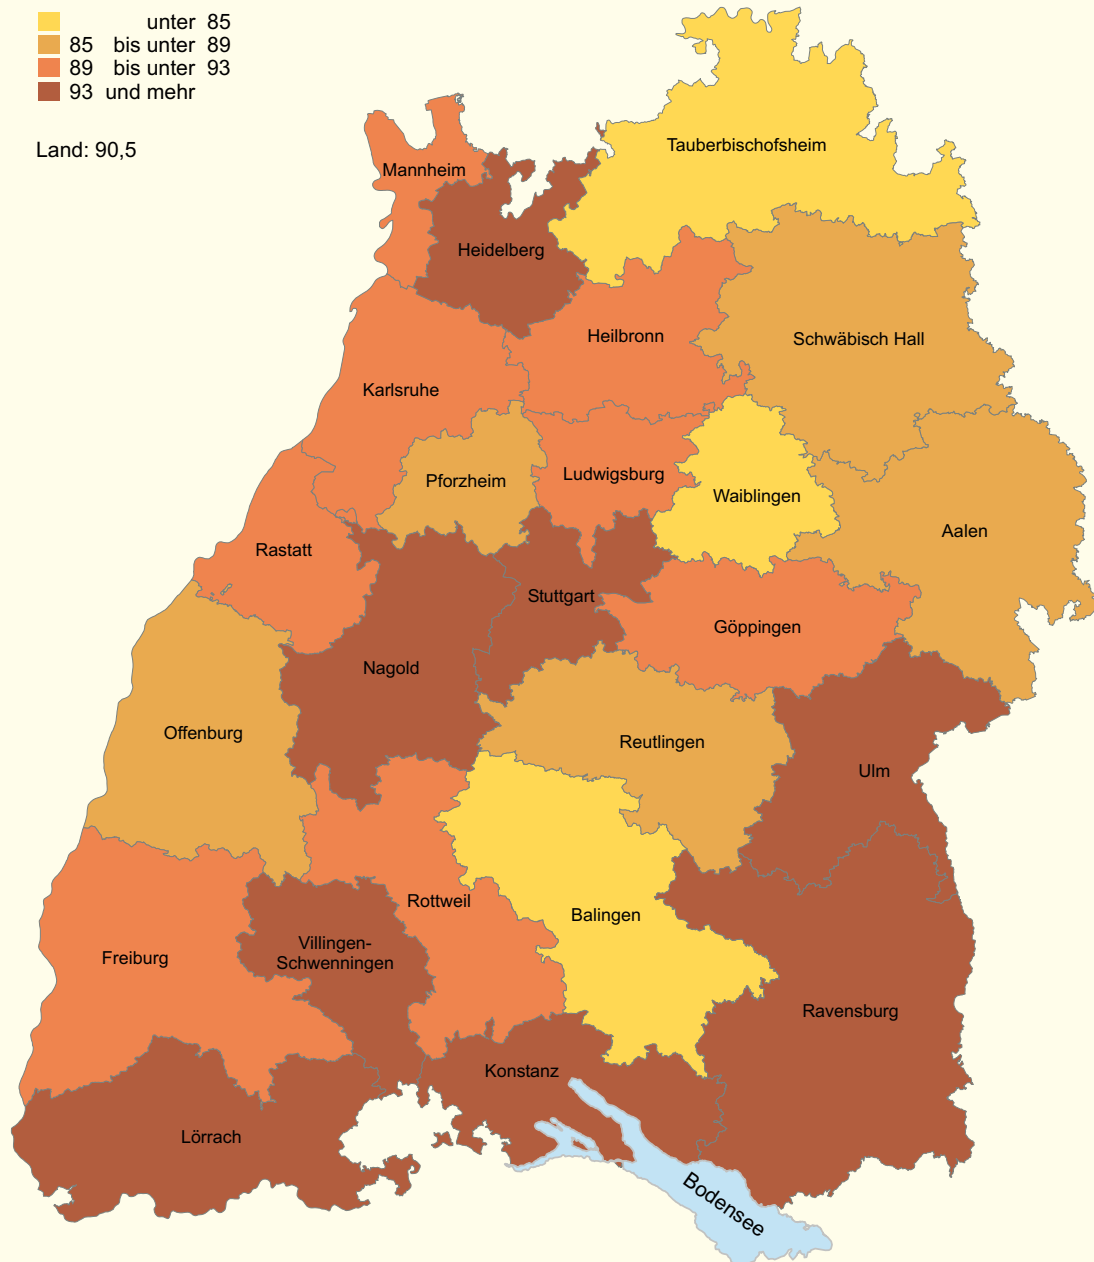 unter 85
85 bis unter 89
89 bis unter 93
93 und mehr
Land: 90,5
Tauberbischofsheim
Mannheim
Heidelberg
Heilbronn
Schwäbisch Hall
Karlsruhe
Pforzheim
Ludwigsburg
Waiblingen
Aalen
Rastatt
Stuttgart
Göppingen
Nagold
Offenburg
Reutlingen
Ulm
Rottweil
Balingen
Villingen-
Schwenningen
Freiburg
Ravensburg
Konstanz
Lörrach
Bodensee